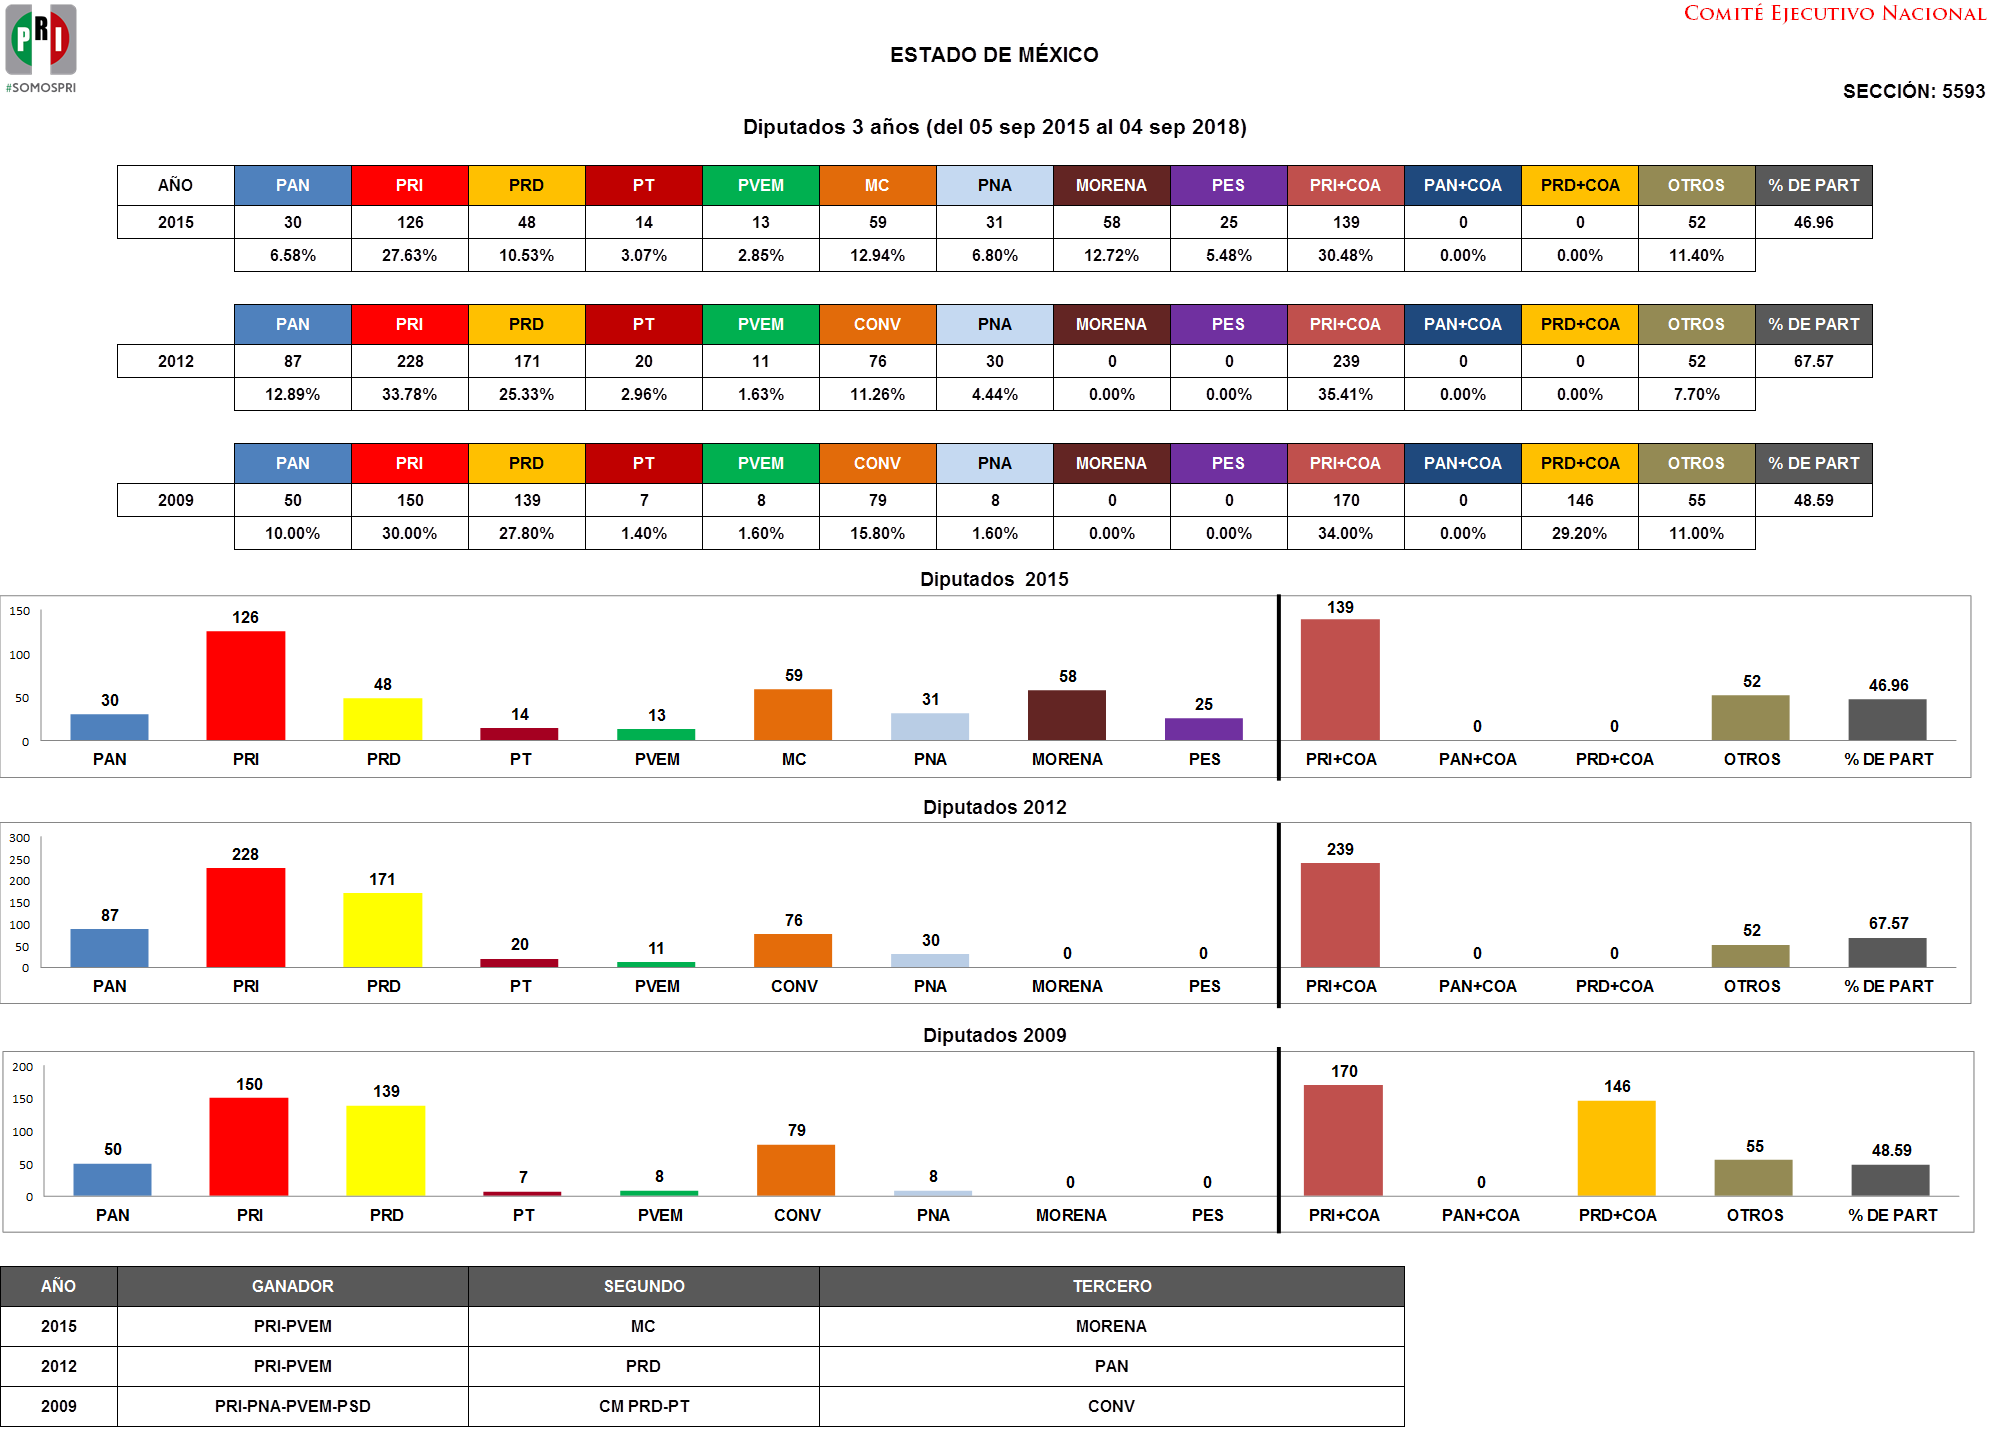 PRI
#SOMOSPRI
COMITÉ EJECUTIVO NACIONAL
ESTADO DE MÉXICO
SECCIÓN: 5593
Diputados 3 años (del 05 sep 2015 al 04 sep 2018)
AÑO PAN PRI PRD PT PVEM MC PNA MORENA PES PRI+COA PAN+COA PRD+COA OTROS % DE PART
2015 30 126 48 14 13 59 31 58 25 139 0 0 52 46.96
6.58% 27.63% 10.53% 3.07% 2.85% 12.94% 6.80% 12.72% 5.48% 30.48% 0.00% 0.00% 11.40%
PAN PRI PRD PT PVEM CONV PNA MORENA PES PRI+COA PAN+COA PRD+COA OTROS % DE PART
2012 87 228 171 20 11 76 30 0 0 239 0 0 52 67.57
12.89% 33.78% 25.33% 2.96% 1.63% 11.26% 4.44% 0.00% 0.00% 35.41% 0.00% 0.00% 7.70%
PAN PRI PRD PT PVEM CONV PNA MORENA PES PRI+COA PAN+COA PRD+COA OTROS % DE PART
2009 50 150 139 7 8 79 8 0 0 170 0 146 55 48.59
10.00% 30.00% 27.80% 1.40% 1.60% 15.80% 1.60% 0.00% 0.00% 34.00% 0.00% 29.20% 11.00%
Diputados 2015
150
100
50
0
30 126 48 14 13 59 31 58 25 139 0 0 52 46.96
PAN PRI PRD PT PVEM MC PNA MORENA PES PRI+COA PAN+COA PRD+COA OTROS % DE PART
Diputados 2012
300
250
200
150
100
50
0
87 228 171 20 11 76 30 0 0 239 0 0 52 67.57
PAN PRI PRD PT PVEM CONV PNA MORENA PES PRI+COA PAN+COA PRD+COA OTROS % DE PART
Diputados 2009
200
150
100
50
0
50 150 139 7 8 79 8 0 0 170 0 146 55 48.59
PAN PRI PRD PT PVEM CONV PNA MORENA PES PRI+COA PAN+COA PRD+COA OTROS % DE PART
AÑO GANADOR SEGUNDO TERCERO
2015 PRI-PVEM MC MORENA
2012 PRI-PVEM PRD PAN
2009 PRI-PNA-PVEM-PSD CM PRD-PT CONV